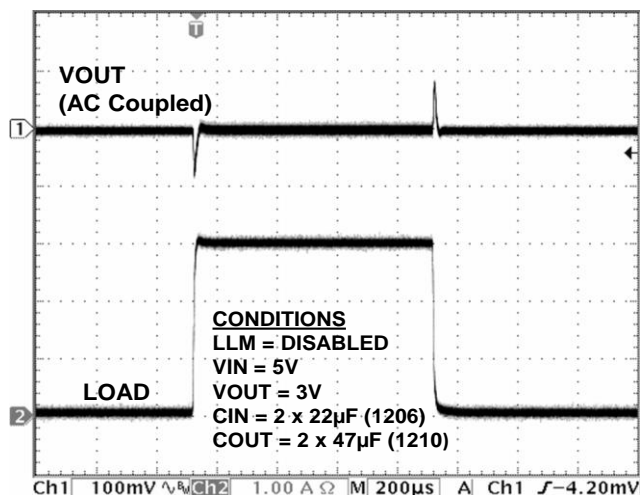 T
VOUT
(AC Coupled)
1
CONDITIONS
LLM = DISABLED
VIN = 5V
VOUT = 3V
CIN = 2 x 22µF (1206)
COUT = 2 x 47µF (1210)
LOAD
2
Ch1 100mV ∿ Bw Ch2 1.00 A Ω M 200µs A Ch1 ʃ −4.20mV